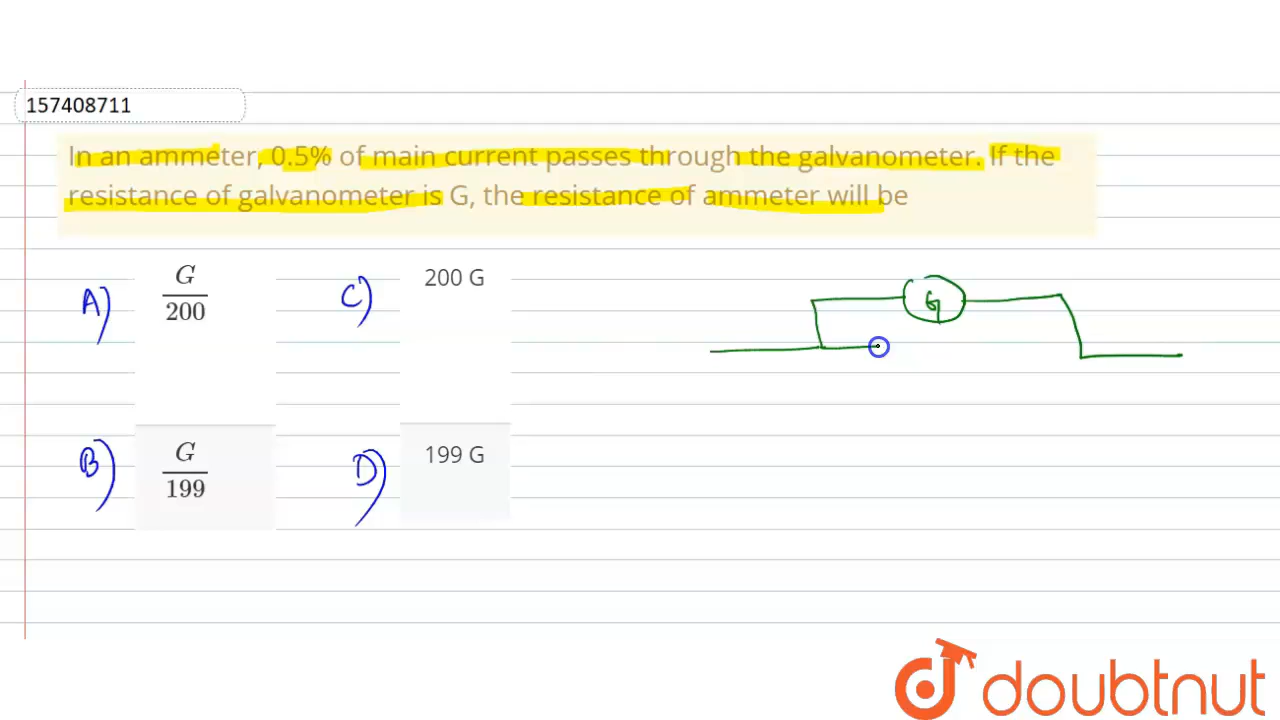 157408711
In an ammeter, 0.5% of main current passes through the galvanometer. If the
resistance of galvanometer is G, the resistance of ammeter will be
A) G/200
C) 200 G
G
B) G/199
D) 199 G
doubtnut